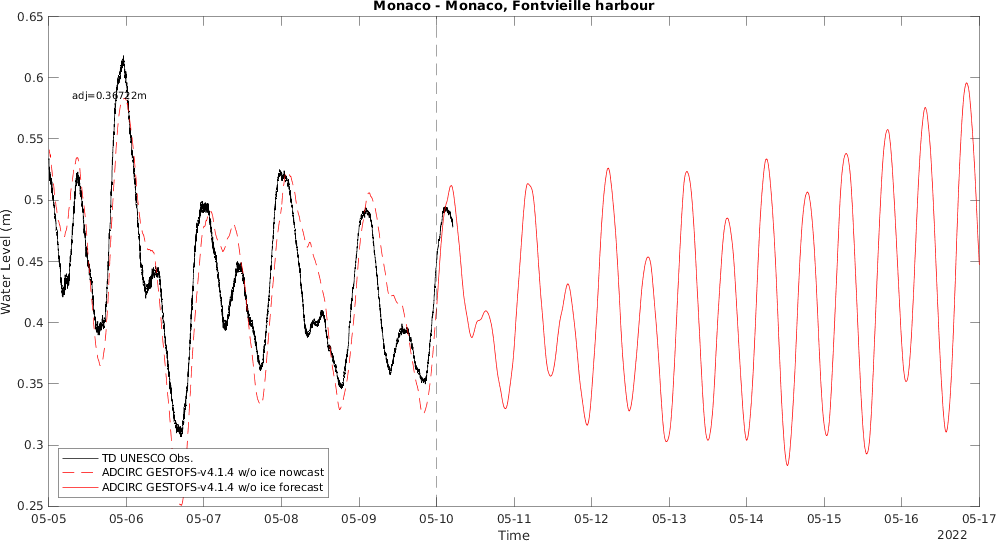 Monaco - Monaco, Fontvieille harbour
0.65
0.6
0.55
0.5
0.45
0.4
0.35
0.3
0.25
Water Level (m)
adj=0.36722m
TD UNESCO Obs.
ADCIRC GESTOFS-v4.1.4 w/o ice nowcast
ADCIRC GESTOFS-v4.1.4 w/o ice forecast
05-05 05-06 05-07 05-08 05-09 05-10 05-11 05-12 05-13 05-14 05-15 05-16 05-17
Time
2022